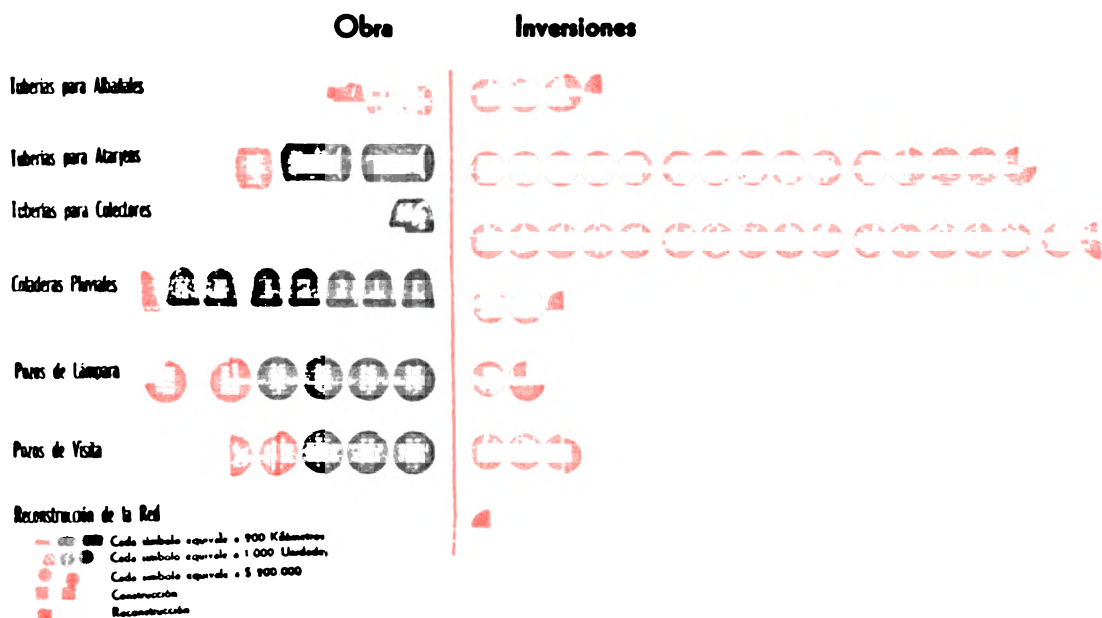 Obra Inversiones
Tuberías para Albañales
Tuberías para Atarjeas
Tuberías para Colectores
Coladeras Pluviales
Pozos de Lámpara
Pozos de Visita
Reconstrucción de la Red
Cada símbolo equivale a 200 Kilómetros
Cada símbolo equivale a 1 000 Unidades
Cada símbolo equivale a $ 200.000
Construcción
Reconstrucción